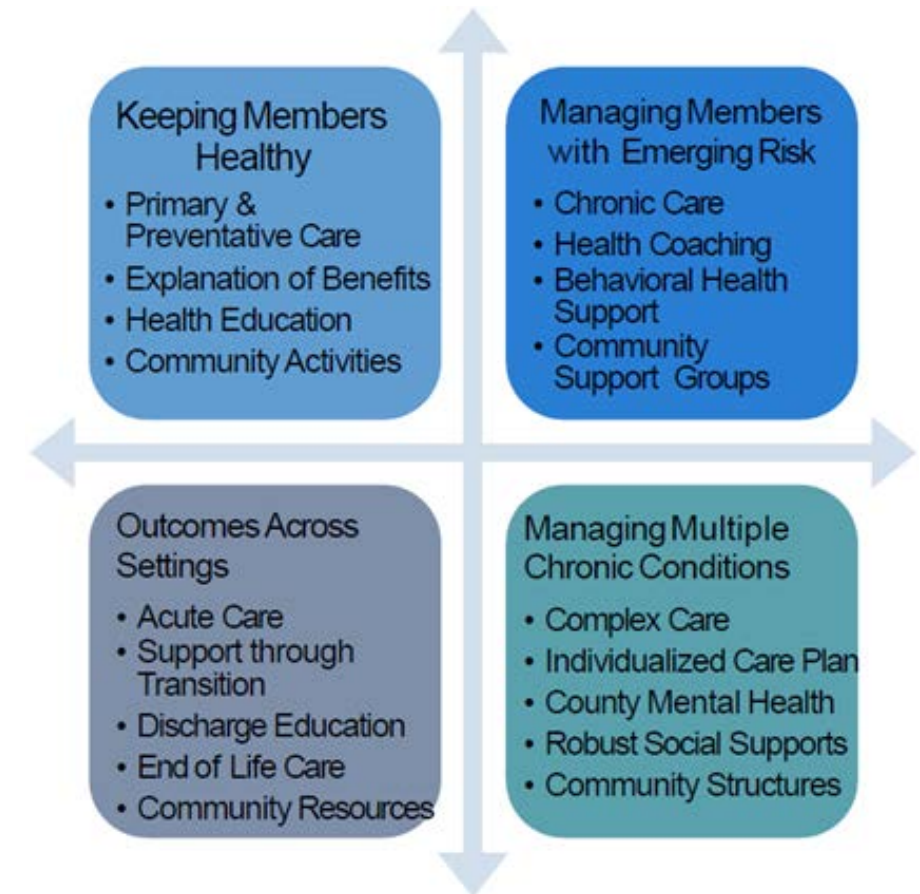 Keeping Members
Healthy
• Primary &
Preventative Care
• Explanation of Benefits
• Health Education
• Community Activities
Managing Members
with Emerging Risk
• Chronic Care
• Health Coaching
• Behavioral Health
Support
• Community
Support Groups
Outcomes Across
Settings
• Acute Care
• Support through
Transition
• Discharge Education
• End of Life Care
• Community Resources
Managing Multiple
Chronic Conditions
• Complex Care
• Individualized Care Plan
• County Mental Health
• Robust Social Supports
• Community Structures